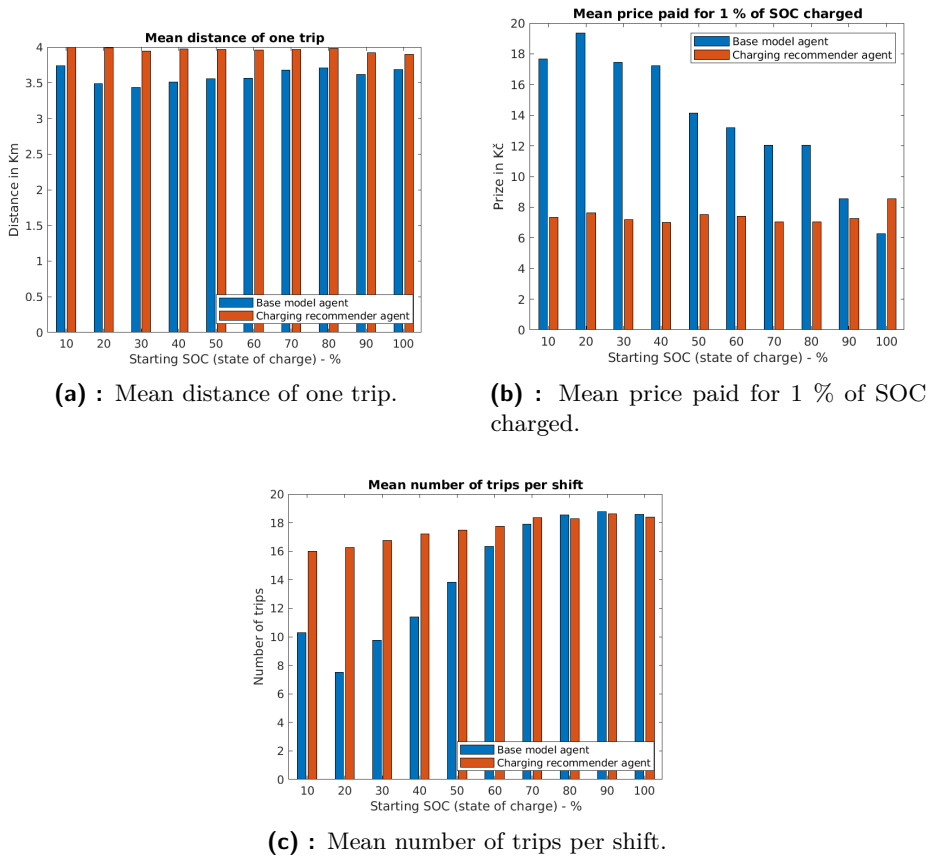 Mean distance of one trip
4
3.5
3
2.5
2
1.5
1
0.5
0
Distance in Km
Base model agent
Charging recommender agent
10 20 30 40 50 60 70 80 90 100
Starting SOC (state of charge) - %
(a) : Mean distance of one trip.
Mean price paid for 1 % of SOC charged
20
18
16
14
12
10
8
6
4
2
0
Prize in Kč
Base model agent
Charging recommender agent
10 20 30 40 50 60 70 80 90 100
Starting SOC (state of charge) - %
(b) : Mean price paid for 1 % of SOC
charged.
Mean number of trips per shift
20
18
16
14
12
10
8
6
4
2
0
Number of trips
Base model agent
Charging recommender agent
10 20 30 40 50 60 70 80 90 100
Starting SOC (state of charge) - %
(c) : Mean number of trips per shift.